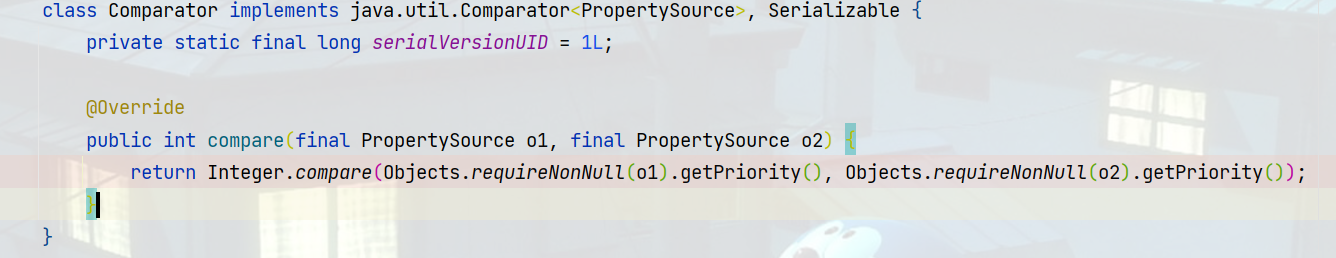 class Comparator implements java.util.Comparator<PropertySource>, Serializable {
    private static final long serialVersionUID = 1L;
    @Override
    public int compare(final PropertySource o1, final PropertySource o2) {
        return Integer.compare(Objects.requireNonNull(o1).getPriority(), Objects.requireNonNull(o2).getPriority());
    }
}